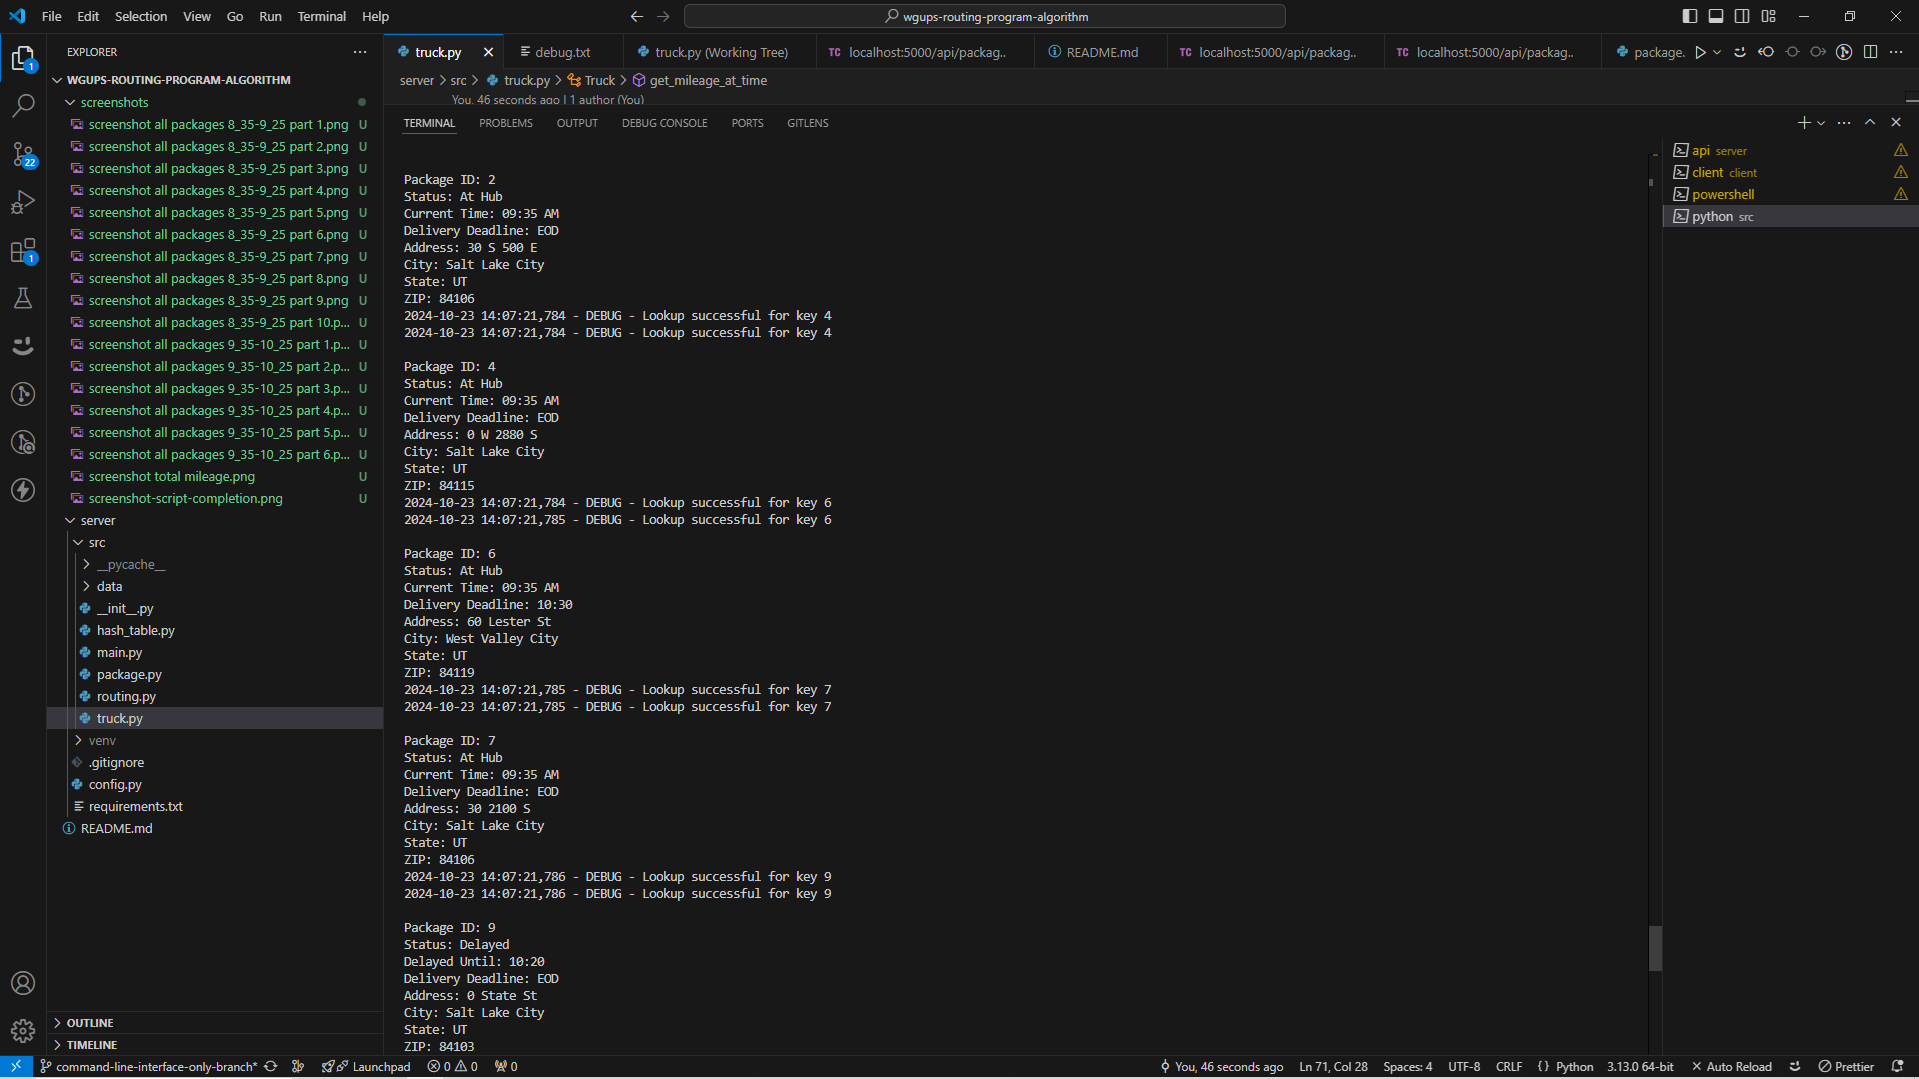 File Edit Selection View Go Run Terminal Help
wgups-routing-program-algorithm
EXPLORER
WGUPS-ROUTING-PROGRAM-ALGORITHM
screenshots
screenshot all packages 8_35-9_25 part 1.png U
screenshot all packages 8_35-9_25 part 2.png U
screenshot all packages 8_35-9_25 part 3.png U
screenshot all packages 8_35-9_25 part 4.png U
screenshot all packages 8_35-9_25 part 5.png U
screenshot all packages 8_35-9_25 part 6.png U
screenshot all packages 8_35-9_25 part 7.png U
screenshot all packages 8_35-9_25 part 8.png U
screenshot all packages 8_35-9_25 part 9.png U
screenshot all packages 8_35-9_25 part 10.p... U
screenshot all packages 9_35-10_25 part 1.p... U
screenshot all packages 9_35-10_25 part 2.p... U
screenshot all packages 9_35-10_25 part 3.p... U
screenshot all packages 9_35-10_25 part 4.p... U
screenshot all packages 9_35-10_25 part 5.p... U
screenshot all packages 9_35-10_25 part 6.p... U
screenshot total mileage.png U
screenshot-script-completion.png U
server
src
__pycache__
data
__init__.py
hash_table.py
main.py
package.py
routing.py
truck.py
venv
.gitignore
config.py
requirements.txt
README.md
OUTLINE
TIMELINE
1
22
1
truck.py debug.txt truck.py (Working Tree) TC localhost:5000/api/packag.. README.md TC localhost:5000/api/packag.. TC localhost:5000/api/packag.. package.
server > src > truck.py > Truck > get_mileage_at_time
You, 46 seconds ago | 1 author (You)
TERMINAL PROBLEMS OUTPUT DEBUG CONSOLE PORTS GITLENS
Package ID: 2
Status: At Hub
Current Time: 09:35 AM
Delivery Deadline: EOD
Address: 30 S 500 E
City: Salt Lake City
State: UT
ZIP: 84106
2024-10-23 14:07:21,784 - DEBUG - Lookup successful for key 4
2024-10-23 14:07:21,784 - DEBUG - Lookup successful for key 4
Package ID: 4
Status: At Hub
Current Time: 09:35 AM
Delivery Deadline: EOD
Address: 0 W 2880 S
City: Salt Lake City
State: UT
ZIP: 84115
2024-10-23 14:07:21,784 - DEBUG - Lookup successful for key 6
2024-10-23 14:07:21,785 - DEBUG - Lookup successful for key 6
Package ID: 6
Status: At Hub
Current Time: 09:35 AM
Delivery Deadline: 10:30
Address: 60 Lester St
City: West Valley City
State: UT
ZIP: 84119
2024-10-23 14:07:21,785 - DEBUG - Lookup successful for key 7
2024-10-23 14:07:21,785 - DEBUG - Lookup successful for key 7
Package ID: 7
Status: At Hub
Current Time: 09:35 AM
Delivery Deadline: EOD
Address: 30 2100 S
City: Salt Lake City
State: UT
ZIP: 84106
2024-10-23 14:07:21,786 - DEBUG - Lookup successful for key 9
2024-10-23 14:07:21,786 - DEBUG - Lookup successful for key 9
Package ID: 9
Status: Delayed
Delayed Until: 10:20
Delivery Deadline: EOD
Address: 0 State St
City: Salt Lake City
State: UT
ZIP: 84103
api server
client client
powershell
python src
command-line-interface-only-branch* Launchpad 0 0 0 You, 46 seconds ago Ln 71, Col 28 Spaces: 4 UTF-8 CRLF { } Python 3.13.0 64-bit Auto Reload Prettier